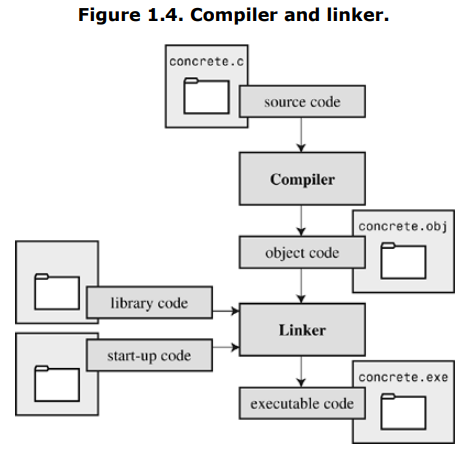 Figure 1.4. Compiler and linker.
concrete.c
source code
Compiler
concrete.obj
object code
library code
Linker
start-up code
concrete.exe
executable code